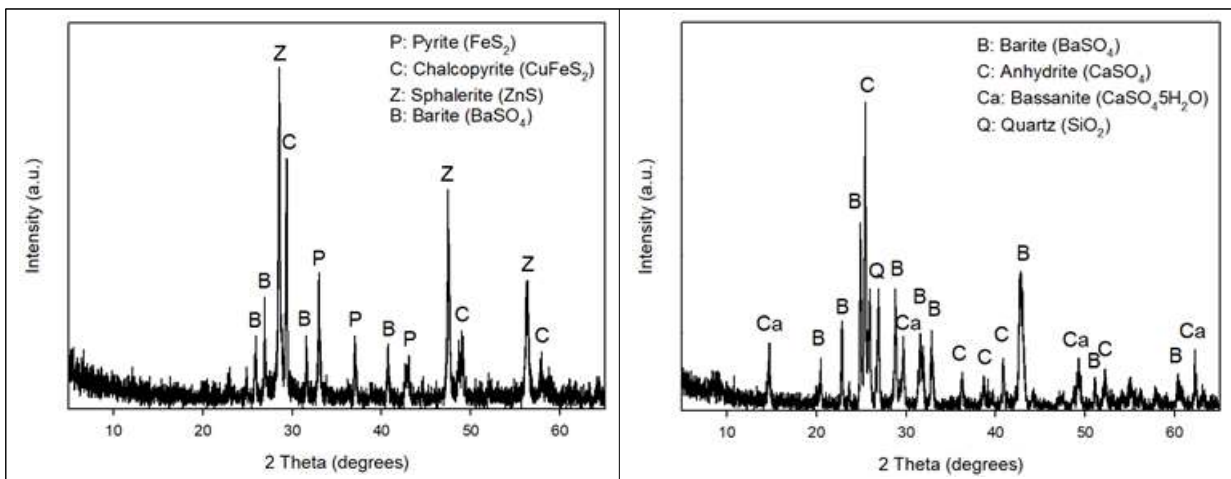 P: Pyrite (FeS₂)
C: Chalcopyrite (CuFeS₂)
Z: Sphalerite (ZnS)
B: Barite (BaSO₄)
Z
C
Z
P
B
B
B
P
B
P
C
Z
C
Intensity (a.u.)
10 20 30 40 50 60
2 Theta (degrees)
B: Barite (BaSO₄)
C: Anhydrite (CaSO₄)
Ca: Bassanite (CaSO₄5H₂O)
Q: Quartz (SiO₂)
C
B
Q B
B
Ca
B
B
Ca
B
C
C
C
B
Ca
B
C
B
Ca
Intensity (a.u.)
10 20 30 40 50 60
2 Theta (degrees)